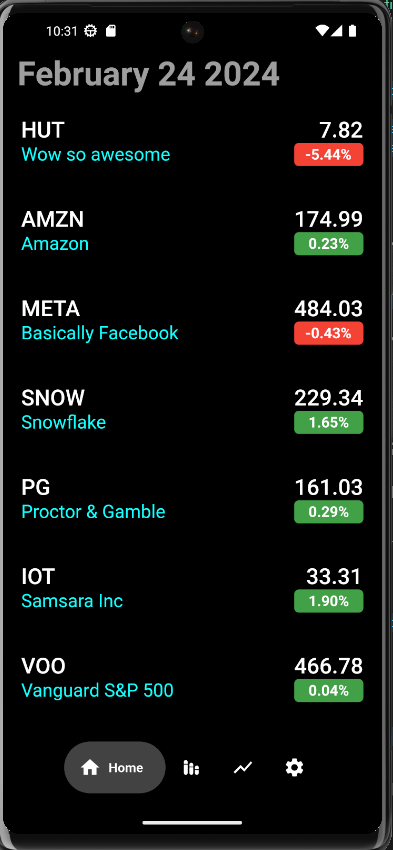 10:31
February 24 2024
HUT 7.82
Wow so awesome -5.44%
AMZN 174.99
Amazon 0.23%
META 484.03
Basically Facebook -0.43%
SNOW 229.34
Snowflake 1.65%
PG 161.03
Proctor & Gamble 0.29%
IOT 33.31
Samsara Inc 1.90%
VOO 466.78
Vanguard S&P 500 0.04%
Home